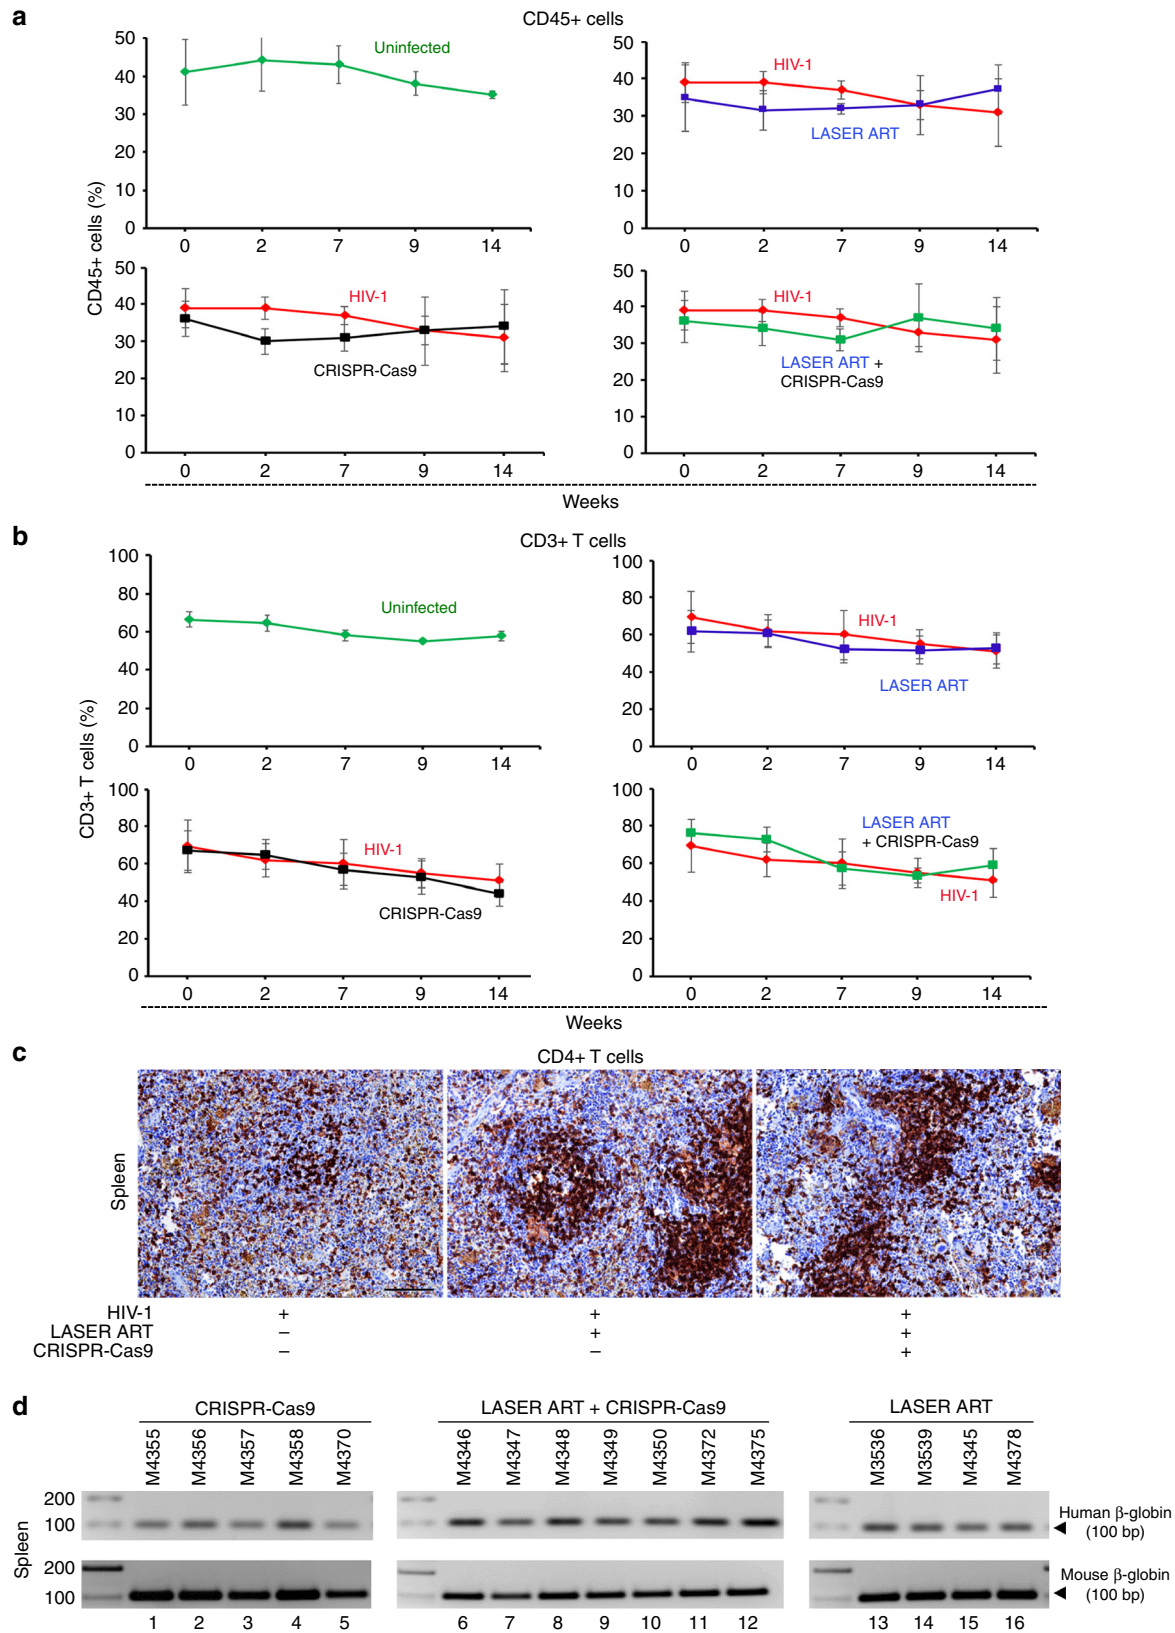 a
CD45+ cells
CD45+ cells (%)
50
40
30
20
10
0
Uninfected
0 2 7 9 14
50
40
30
20
10
0
HIV-1
LASER ART
0 2 7 9 14
50
40
30
20
10
0
HIV-1
CRISPR-Cas9
0 2 7 9 14
50
40
30
20
10
0
HIV-1
LASER ART +
CRISPR-Cas9
0 2 7 9 14
Weeks
b
CD3+ T cells
CD3+ T cells (%)
100
80
60
40
20
0
Uninfected
0 2 7 9 14
100
80
60
40
20
0
HIV-1
LASER ART
0 2 7 9 14
100
80
60
40
20
0
HIV-1
CRISPR-Cas9
0 2 7 9 14
100
80
60
40
20
0
LASER ART
+ CRISPR-Cas9
HIV-1
0 2 7 9 14
Weeks
c
CD4+ T cells
Spleen
HIV-1 + + +
LASER ART – + +
CRISPR-Cas9 – – +
d
CRISPR-Cas9 LASER ART + CRISPR-Cas9 LASER ART
M4355 M4356 M4357 M4358 M4370 M4346 M4347 M4348 M4349 M4350 M4372 M4375 M3536 M3539 M4345 M4378
Spleen
200
100
Human β-globin
(100 bp)
200
100
Mouse β-globin
(100 bp)
1 2 3 4 5 6 7 8 9 10 11 12 13 14 15 16